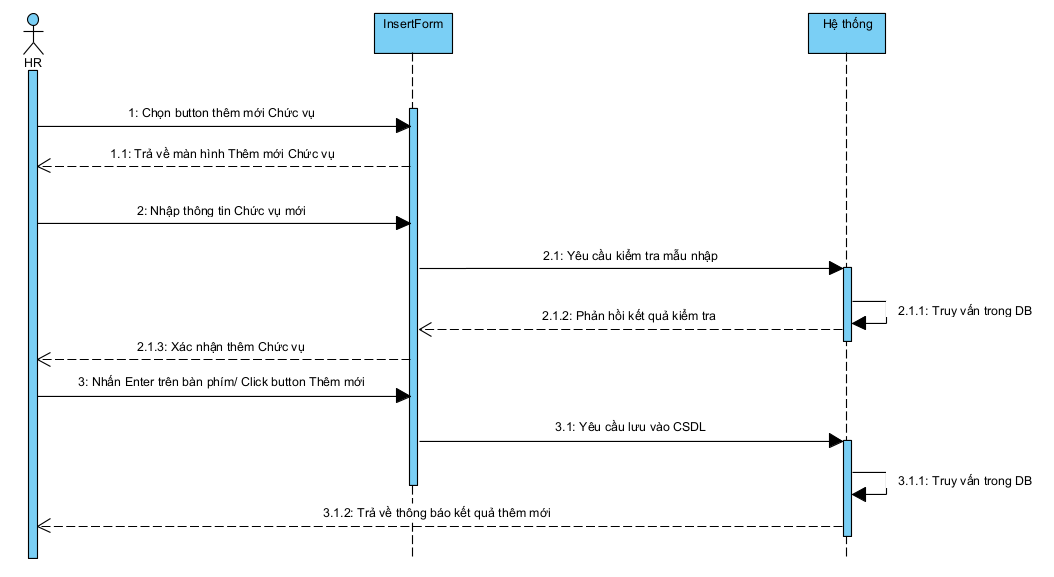 InsertForm
Hệ thống
HR
1: Chọn button thêm mới Chức vụ
1.1: Trả về màn hình Thêm mới Chức vụ
2: Nhập thông tin Chức vụ mới
2.1: Yêu cầu kiểm tra mẫu nhập
2.1.1: Truy vấn trong DB
2.1.2: Phản hồi kết quả kiểm tra
2.1.3: Xác nhận thêm Chức vụ
3: Nhấn Enter trên bàn phím/ Click button Thêm mới
3.1: Yêu cầu lưu vào CSDL
3.1.1: Truy vấn trong DB
3.1.2: Trả về thông báo kết quả thêm mới